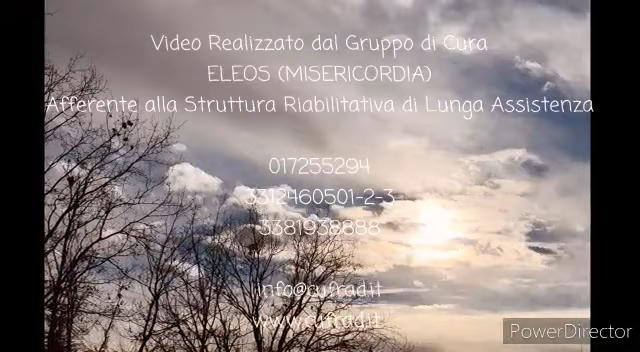 Video Realizzato dal Gruppo di Cura
ELEOS (MISERICORDIA)
Afferente alla Struttura Riabilitativa di Lunga Assistenza
017255294
3312460501-2-3
3381938888
info@cufrad.it
www.cufrad.it
PowerDirector